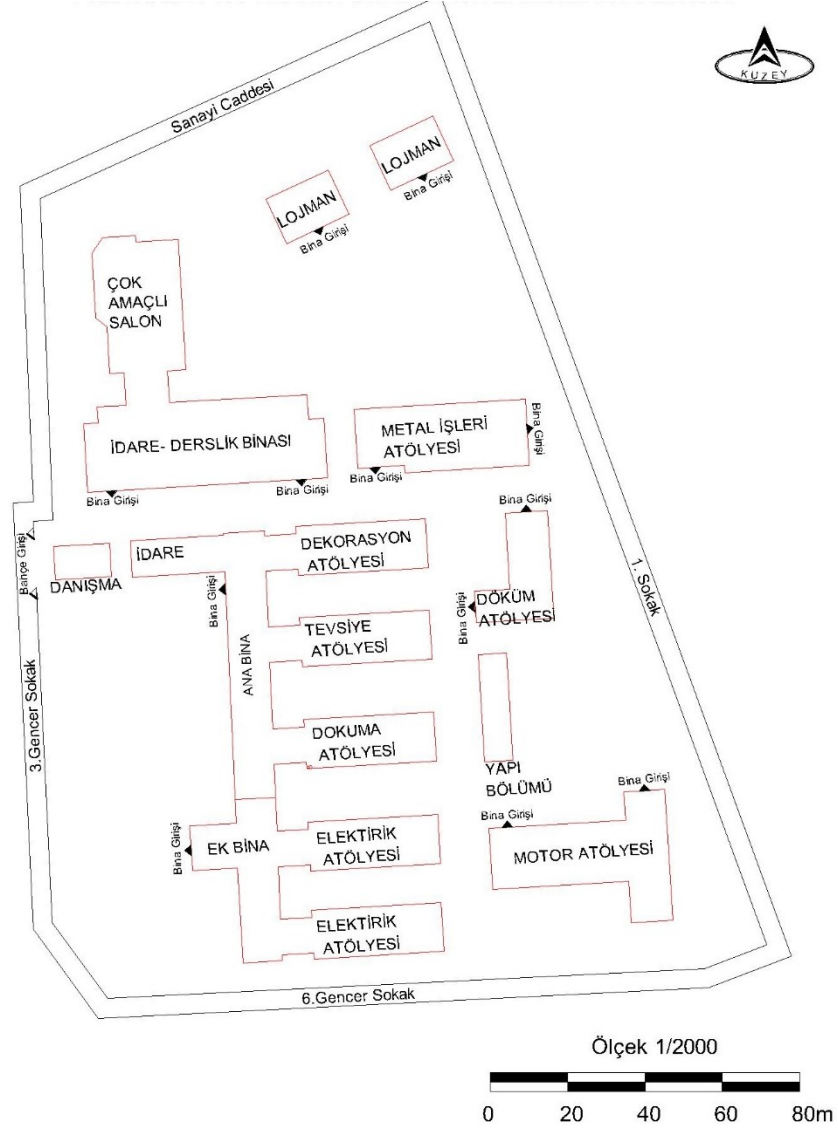 KUZEY
Sanayi Caddesi
LOJMAN
Bina Girişi
LOJMAN
Bina Girişi
ÇOK
AMAÇLI
SALON
İDARE- DERSLİK BİNASI
Bina Girişi
Bina Girişi
METAL İŞLERİ
ATÖLYESİ
Bina Girişi
Bina Girişi
Bahçe Girişi
DANIŞMA
İDARE
Bina Girişi
ANA BİNA
DEKORASYON
ATÖLYESİ
TEVSİYE
ATÖLYESİ
DOKUMA
ATÖLYESİ
Bina Girişi
DÖKÜM
ATÖLYESİ
Bina Girişi
1. Sokak
3.Gencer Sokak
YAPI
BÖLÜMÜ
Bina Girişi
EK BİNA
ELEKTİRİK
ATÖLYESİ
ELEKTİRİK
ATÖLYESİ
Bina Girişi
Bina Girişi
MOTOR ATÖLYESİ
6.Gencer Sokak
Ölçek 1/2000
0 20 40 60 80m